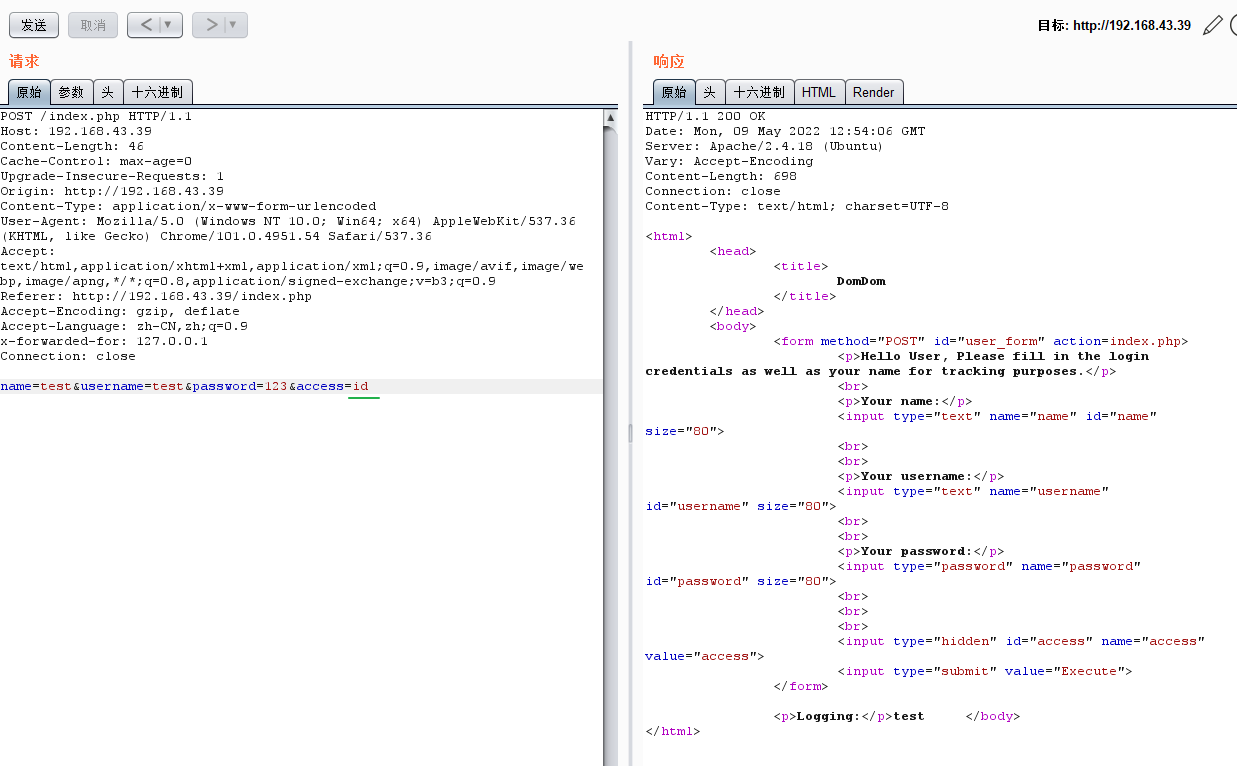 发送 取消 < ▼ > ▼ 目标: http://192.168.43.39
请求
原始 参数 头 十六进制
POST /index.php HTTP/1.1
Host: 192.168.43.39
Content-Length: 46
Cache-Control: max-age=0
Upgrade-Insecure-Requests: 1
Origin: http://192.168.43.39
Content-Type: application/x-www-form-urlencoded
User-Agent: Mozilla/5.0 (Windows NT 10.0; Win64; x64) AppleWebKit/537.36
(KHTML, like Gecko) Chrome/101.0.4951.54 Safari/537.36
Accept:
text/html,application/xhtml+xml,application/xml;q=0.9,image/avif,image/we
bp,image/apng,*/*;q=0.8,application/signed-exchange;v=b3;q=0.9
Referer: http://192.168.43.39/index.php
Accept-Encoding: gzip, deflate
Accept-Language: zh-CN,zh;q=0.9
x-forwarded-for: 127.0.0.1
Connection: close
name=test&username=test&password=123&access=id
响应
原始 头 十六进制 HTML Render
HTTP/1.1 200 OK
Date: Mon, 09 May 2022 12:54:06 GMT
Server: Apache/2.4.18 (Ubuntu)
Vary: Accept-Encoding
Content-Length: 698
Connection: close
Content-Type: text/html; charset=UTF-8
<html>
<head>
<title>
DomDom
</title>
</head>
<body>
<form method="POST" id="user_form" action=index.php>
<p>Hello User, Please fill in the login
credentials as well as your name for tracking purposes.</p>
<br>
<p>Your name:</p>
<input type="text" name="name" id="name"
size="80">
<br>
<br>
<p>Your username:</p>
<input type="text" name="username"
id="username" size="80">
<br>
<br>
<p>Your password:</p>
<input type="password" name="password"
id="password" size="80">
<br>
<br>
<br>
<input type="hidden" id="access" name="access"
value="access">
<input type="submit" value="Execute">
</form>
<p>Logging:</p>test </body>
</html>